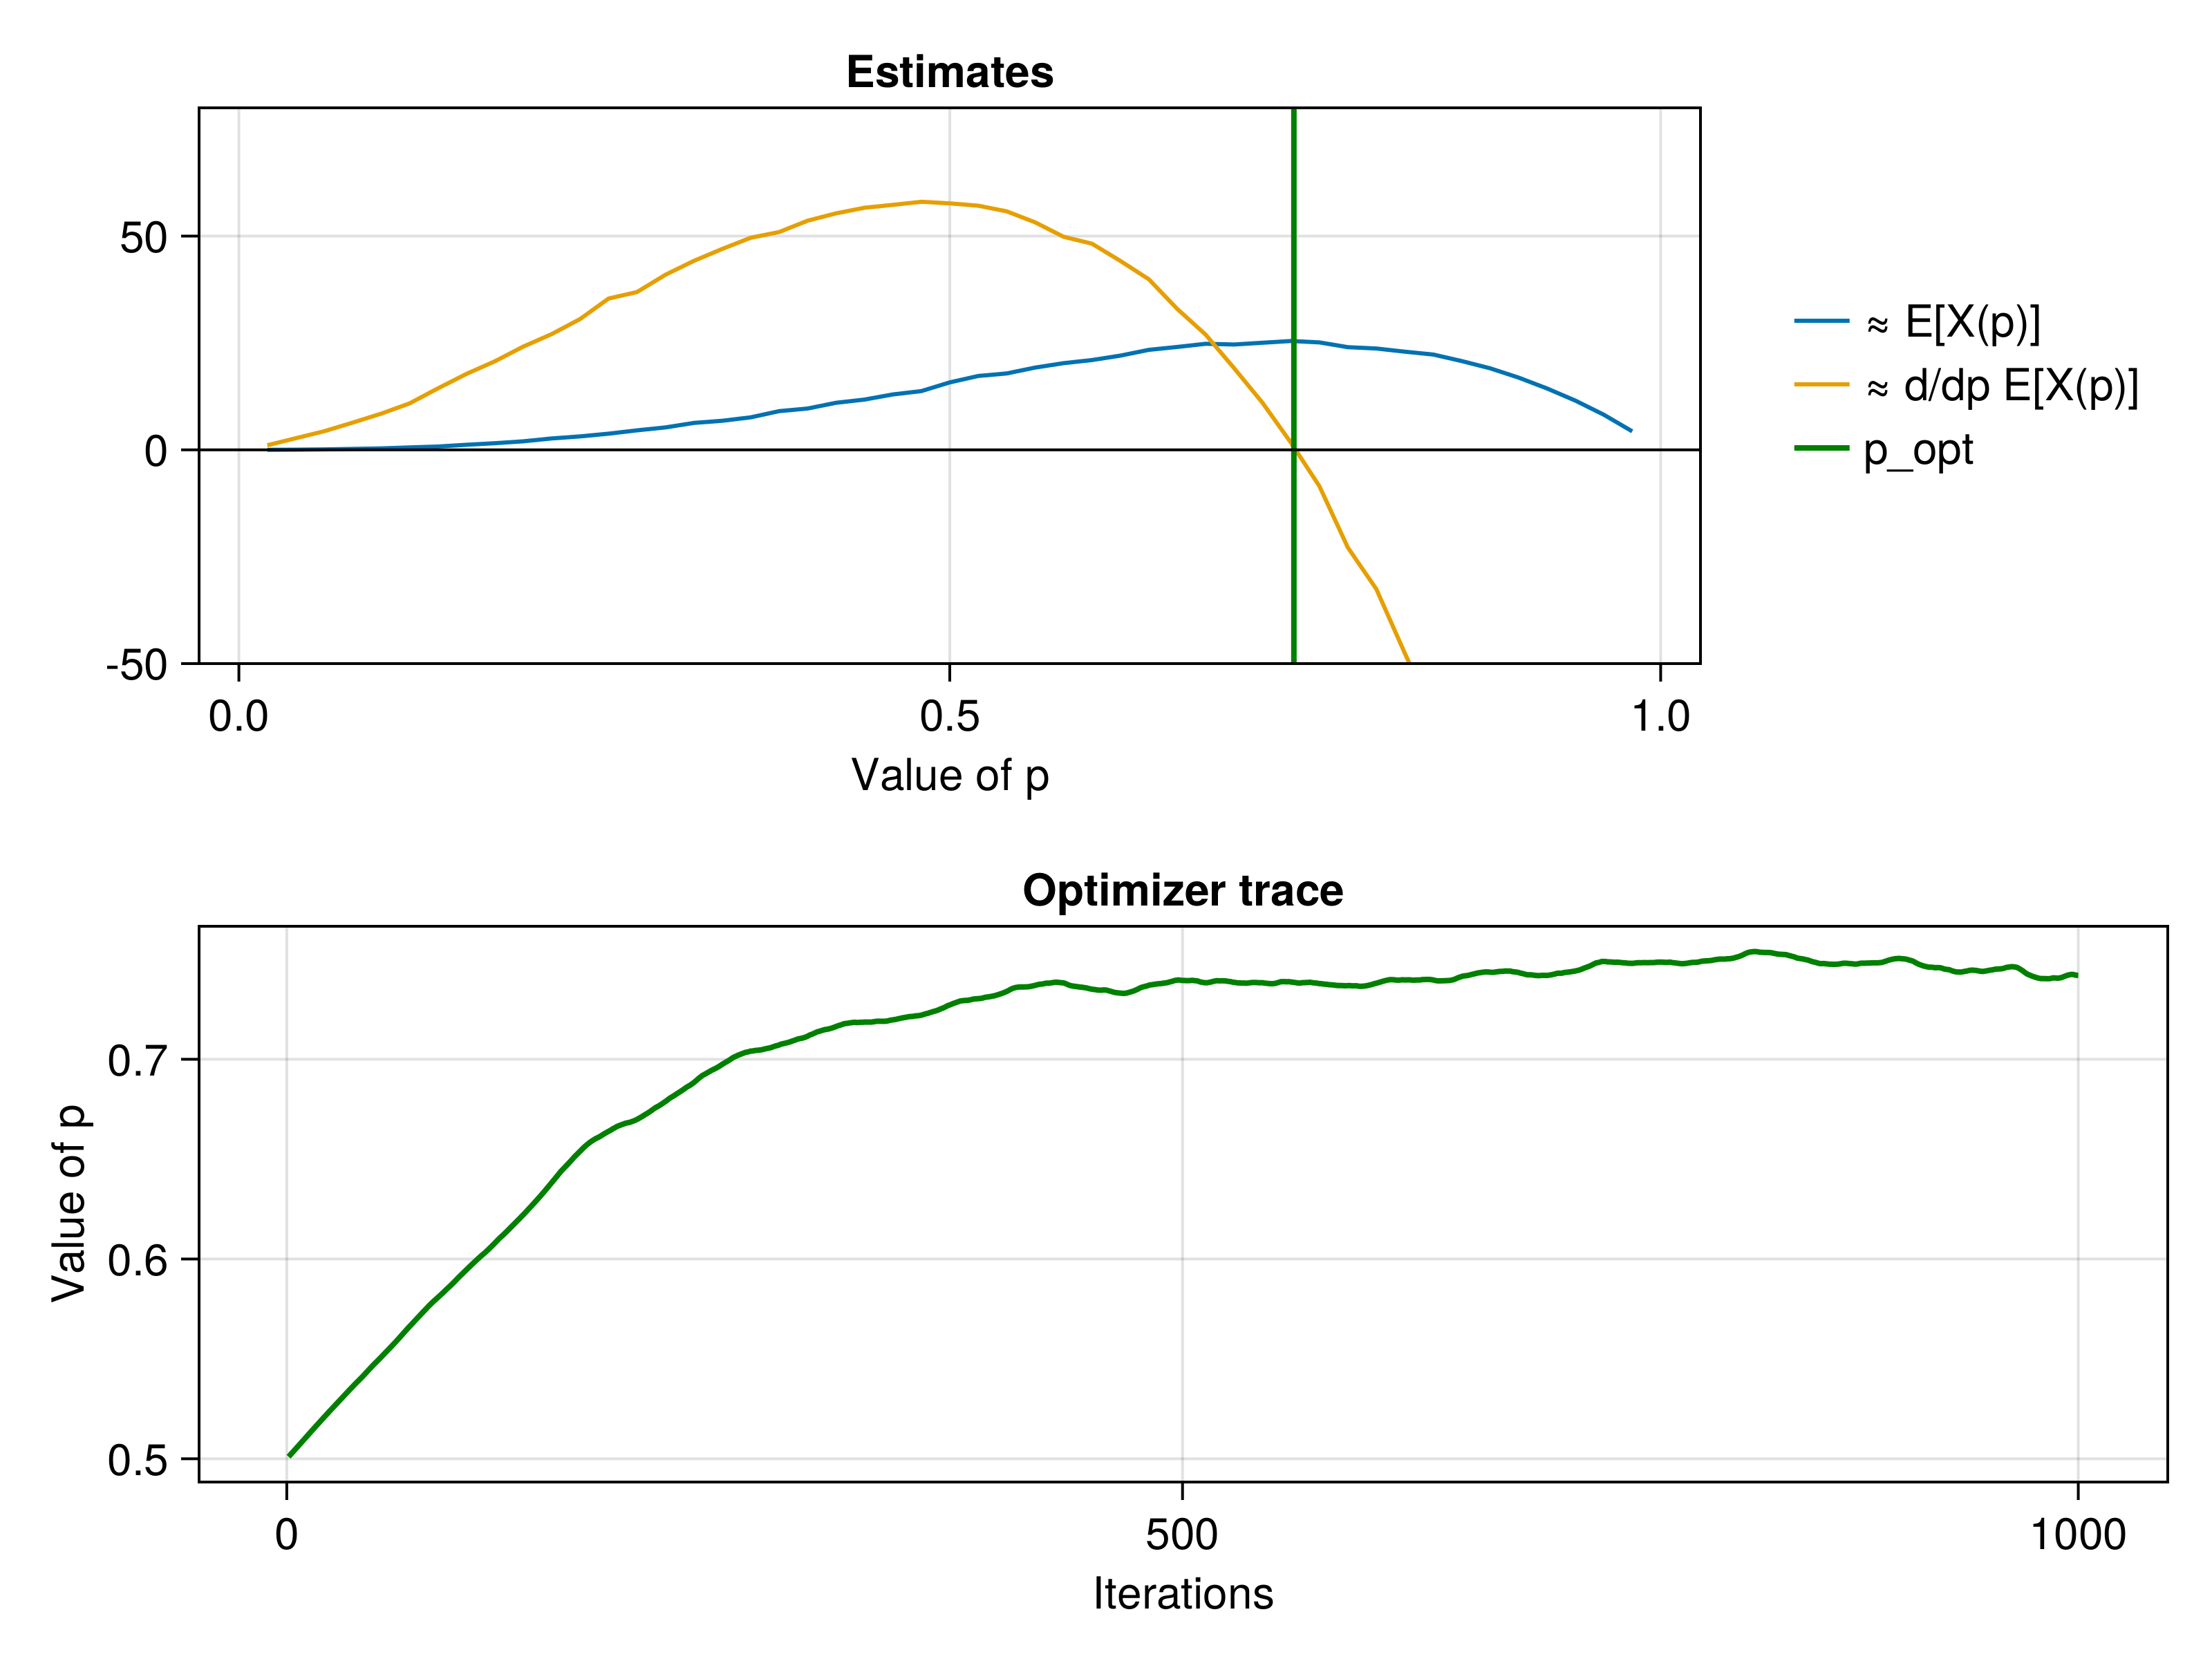 Estimates
50
0
-50
0.0 0.5 1.0
Value of p
≈ E[X(p)]
≈ d/dp E[X(p)]
p_opt
Optimizer trace
Value of p
0.7
0.6
0.5
0 500 1000
Iterations